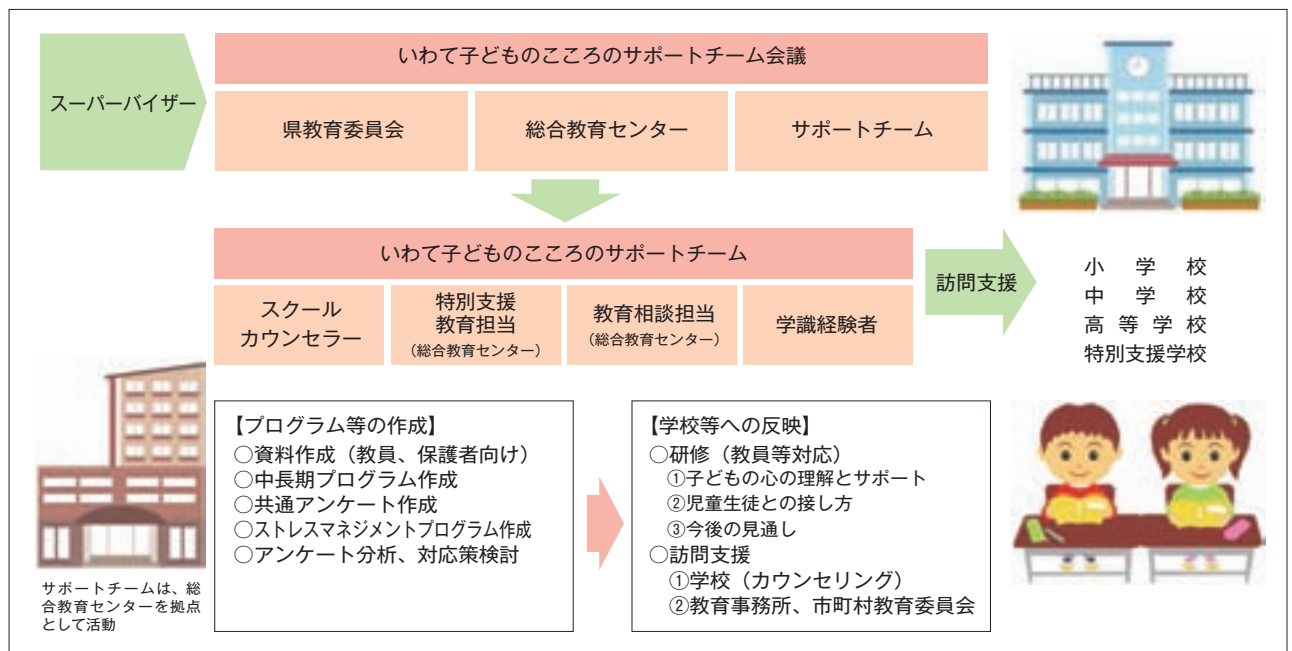 スーパーバイザー
いわて子どものこころのサポートチーム会議
県教育委員会
総合教育センター
サポートチーム
いわて子どものこころのサポートチーム
スクール
カウンセラー
特別支援
教育担当
（総合教育センター）
教育相談担当
（総合教育センター）
学識経験者
訪問支援
小学校
中学校
高等学校
特別支援学校
サポートチームは、総
合教育センターを拠点
として活動
【プログラム等の作成】
○資料作成（教員、保護者向け）
○中長期プログラム作成
○共通アンケート作成
○ストレスマネジメントプログラム作成
○アンケート分析、対応策検討
【学校等への反映】
○研修（教員等対応）
①子どもの心の理解とサポート
②児童生徒との接し方
③今後の見通し
○訪問支援
①学校（カウンセリング）
②教育事務所、市町村教育委員会